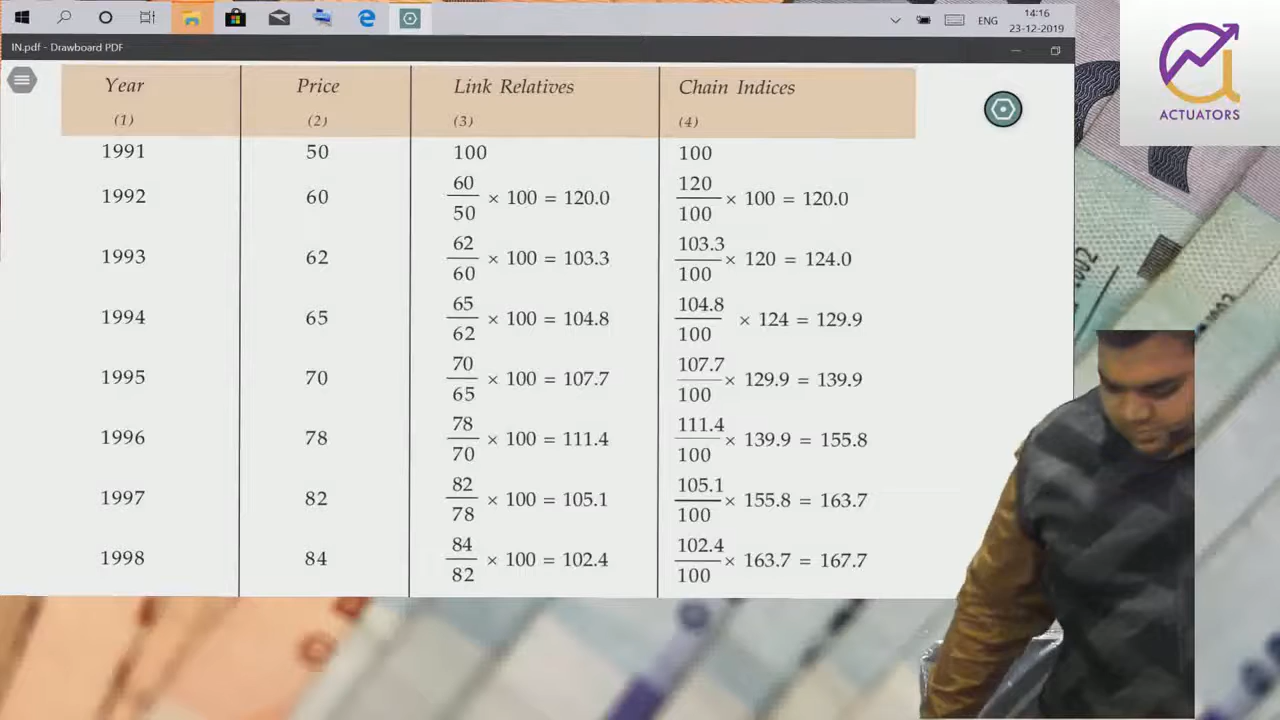 14:16
ENG
23-12-2019
IN.pdf - Drawboard PDF
Year Price Link Relatives Chain Indices
(1) (2) (3) (4)
1991 50 100 100
1992 60 60/50 × 100 = 120.0 120/100 × 100 = 120.0
1993 62 62/60 × 100 = 103.3 103.3/100 × 120 = 124.0
1994 65 65/62 × 100 = 104.8 104.8/100 × 124 = 129.9
1995 70 70/65 × 100 = 107.7 107.7/100 × 129.9 = 139.9
1996 78 78/70 × 100 = 111.4 111.4/100 × 139.9 = 155.8
1997 82 82/78 × 100 = 105.1 105.1/100 × 155.8 = 163.7
1998 84 84/82 × 100 = 102.4 102.4/100 × 163.7 = 167.7
ACTUATORS
002